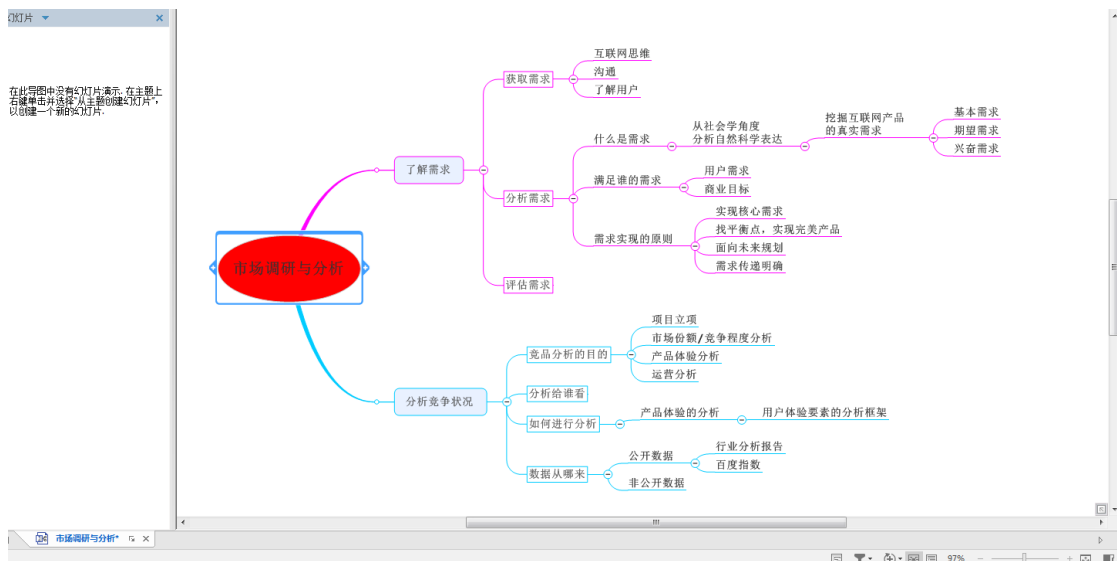 幻灯片
在此导图中没有幻灯片演示. 在主题上
右键单击并选择"从主题创建幻灯片",
以创建一个新的幻灯片.
市场调研与分析
了解需求
获取需求
互联网思维
沟通
了解用户
分析需求
什么是需求
从社会学角度
分析自然科学表达
挖掘互联网产品
的真实需求
基本需求
期望需求
兴奋需求
满足谁的需求
用户需求
商业目标
需求实现的原则
实现核心需求
找平衡点，实现完美产品
面向未来规划
需求传递明确
评估需求
分析竞争状况
竞品分析的目的
项目立项
市场份额/竞争程度分析
产品体验分析
运营分析
分析给谁看
如何进行分析
产品体验的分析
用户体验要素的分析框架
数据从哪来
公开数据
行业分析报告
百度指数
非公开数据
市场调研与分析*
97%